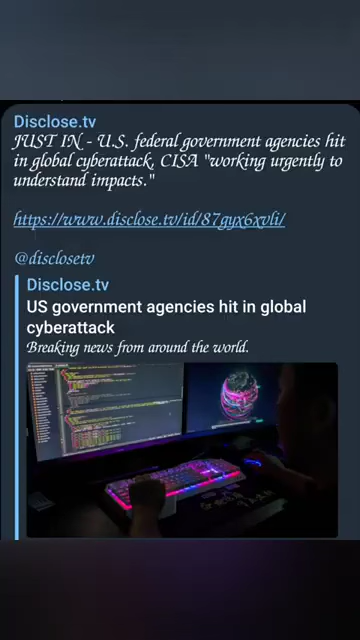 Disclose.tv
JUST IN - U.S. federal government agencies hit
in global cyberattack, CISA "working urgently to
understand impacts."
https://www.disclose.tv/id/87gyx6xvli/
@disclosetv
Disclose.tv
US government agencies hit in global
cyberattack
Breaking news from around the world.